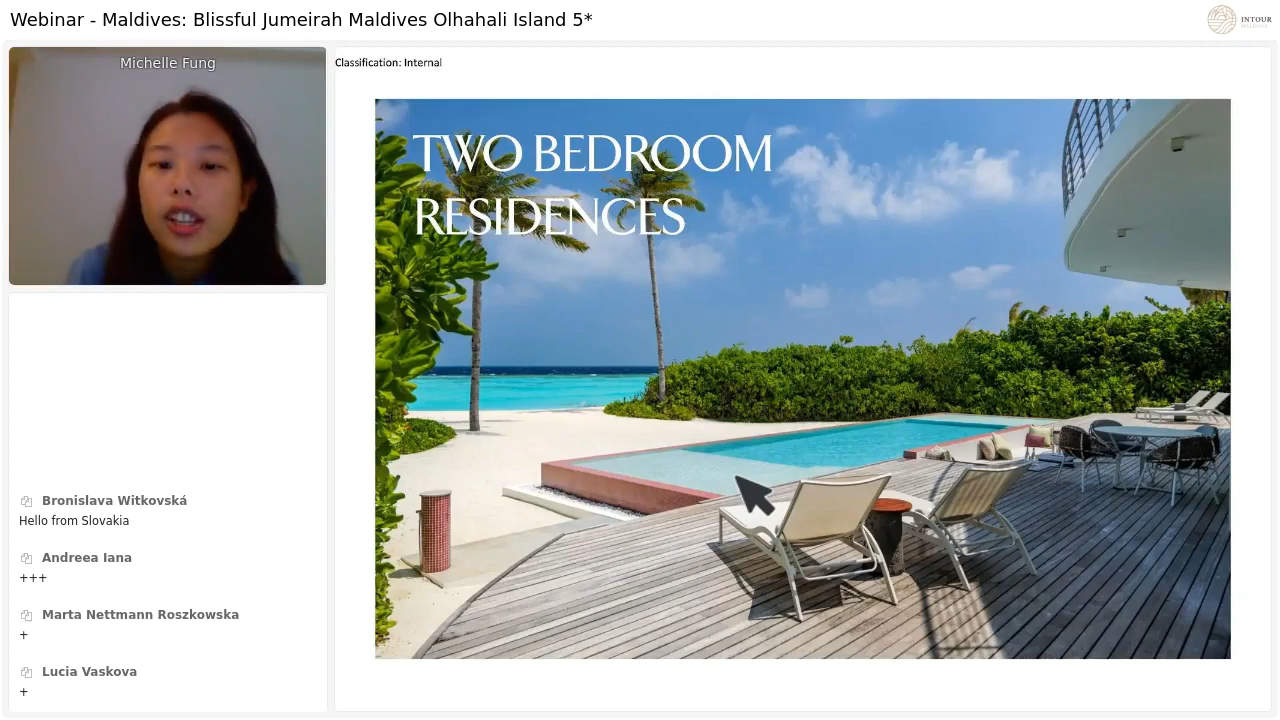 Webinar - Maldives: Blissful Jumeirah Maldives Olhahali Island 5*
INTOUR
Michelle Fung
Classification: Internal
TWO BEDROOM
RESIDENCES
Bronislava Witkovská
Hello from Slovakia
Andreea Iana
+++
Marta Nettmann Roszkowska
+
Lucia Vaskova
+